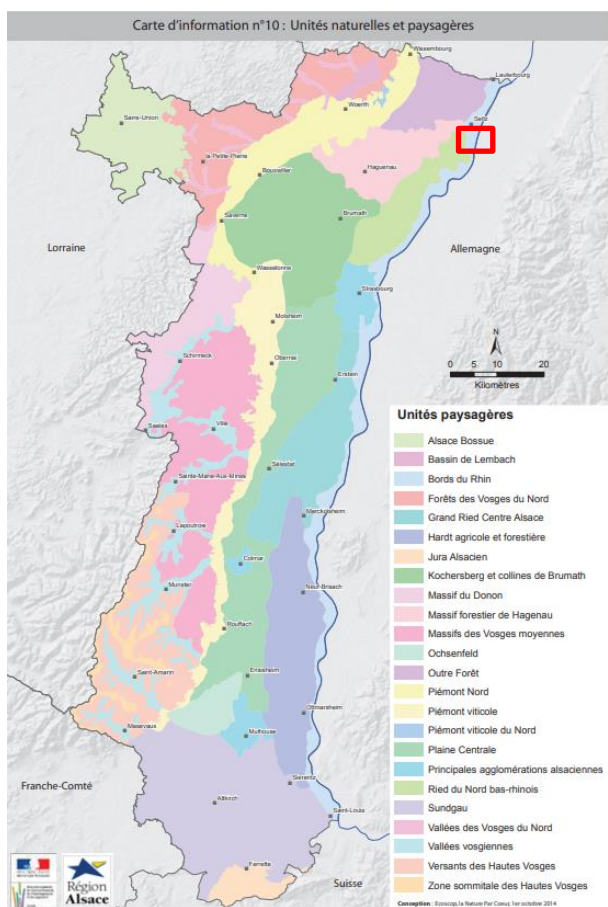 Carte d'information n°10 : Unités naturelles et paysagères
Wissembourg
Lauterbourg
Sarre-Union
Woerth
Seltz
la Petite-Pierre
Haguenau
Bouxwiller
Saverne
Brumath
Lorraine
Allemagne
Wasselonne
Strasbourg
Molsheim
N
Schirmeck
Obernai
Erstein
0 5 10 20
Kilomètres
Saales
Villé
Sélestat
Sainte-Marie-Aux-Mines
Marckolsheim
Lapoutroie
Colmar
Munster
Neuf-Brisach
Rouffach
Saint-Amarin
Ensisheim
Ottmarsheim
Masevaux
Mulhouse
Franche-Comté
Sierentz
Altkirch
Saint-Louis
Ferrette
Suisse
Unités paysagères
Alsace Bossue
Bassin de Lembach
Bords du Rhin
Forêts des Vosges du Nord
Grand Ried Centre Alsace
Hardt agricole et forestière
Jura Alsacien
Kochersberg et collines de Brumath
Massif du Donon
Massif forestier de Hagenau
Massifs des Vosges moyennes
Ochsenfeld
Outre Forêt
Piémont Nord
Piémont viticole
Piémont viticole du Nord
Plaine Centrale
Principales agglomérations alsaciennes
Ried du Nord bas-rhinois
Sundgau
Vallées des Vosges du Nord
Vallées vosgiennes
Versants des Hautes Vosges
Zone sommitale des Hautes Vosges
Région
Alsace
Conception : Ecoscop, la Nature Par Coeur, 1er octobre 2014